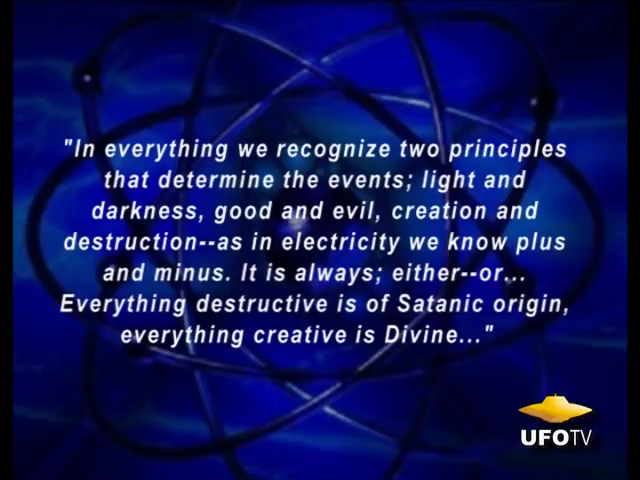 "In everything we recognize two principles
that determine the events; light and
darkness, good and evil, creation and
destruction--as in electricity we know plus
and minus. It is always; either--or...
Everything destructive is of Satanic origin,
everything creative is Divine..."
UFOTV